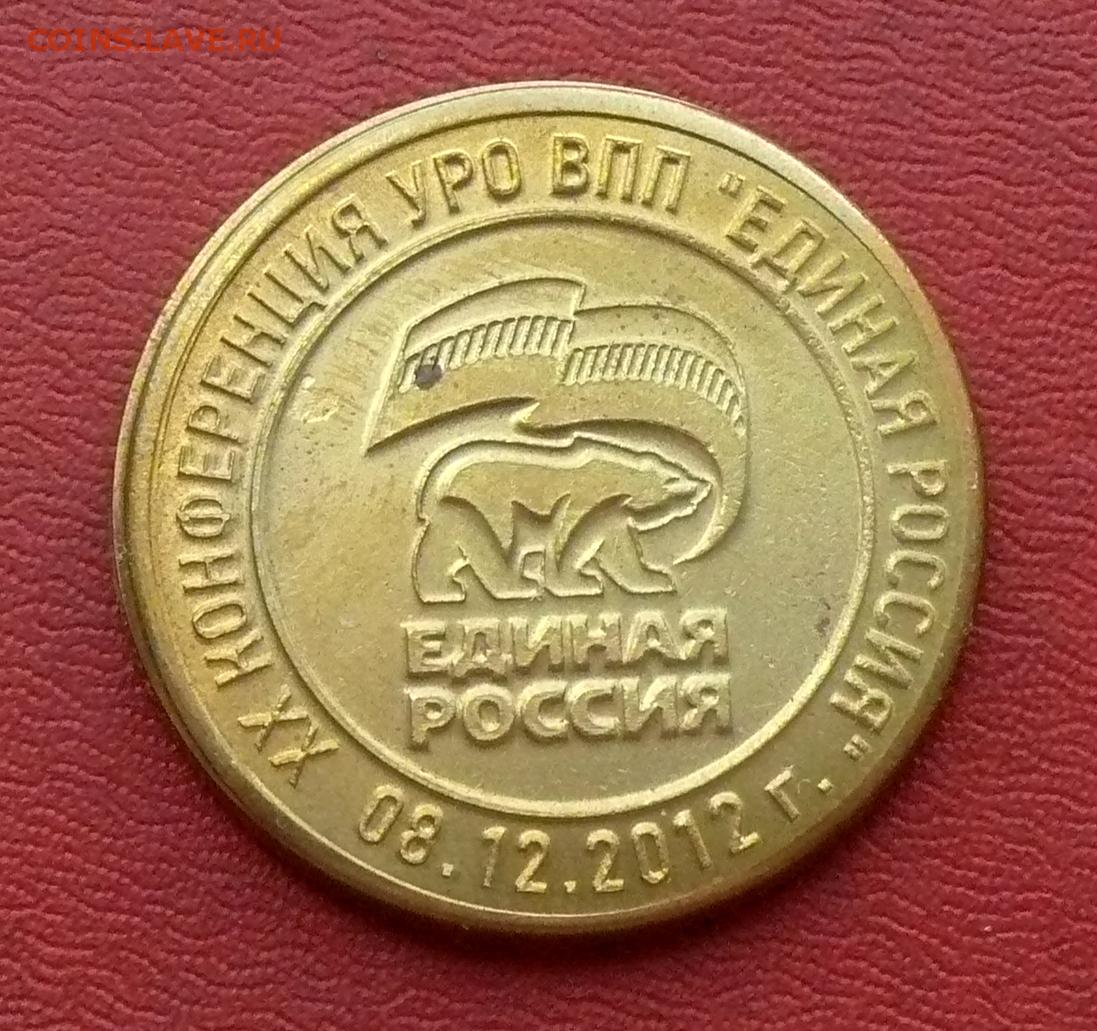 COINS.LAVE.RU
XX КОНФЕРЕНЦИЯ УРО ВПП "ЕДИНАЯ РОССИЯ"
ЕДИНАЯ
РОССИЯ
08.12.2012 г.